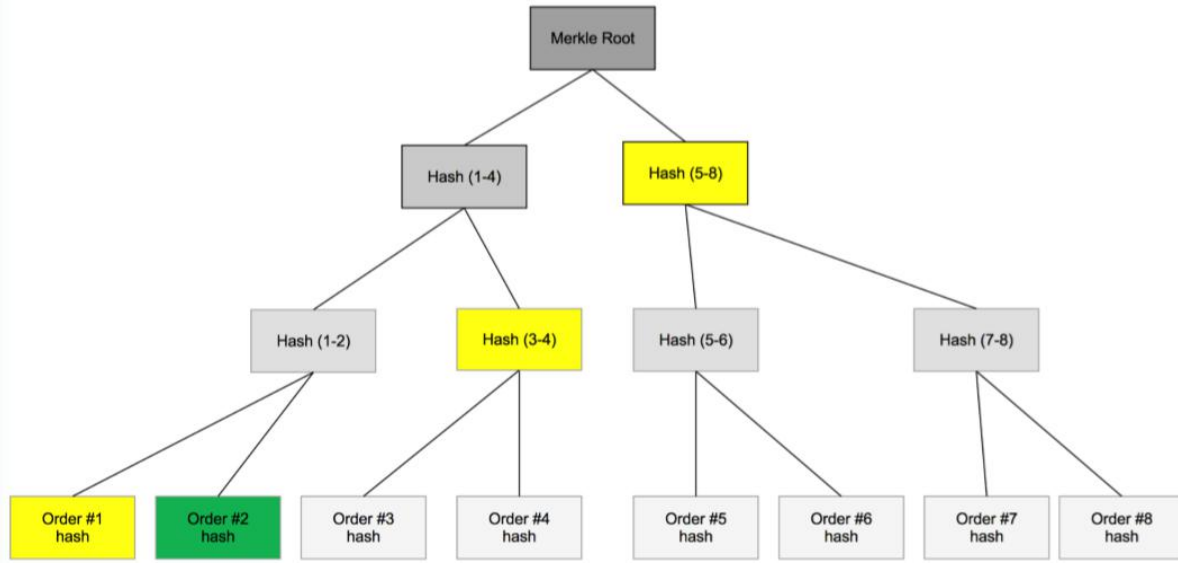 Merkle Root
Hash (1-4)
Hash (5-8)
Hash (1-2)
Hash (3-4)
Hash (5-6)
Hash (7-8)
Order #1
hash
Order #2
hash
Order #3
hash
Order #4
hash
Order #5
hash
Order #6
hash
Order #7
hash
Order #8
hash